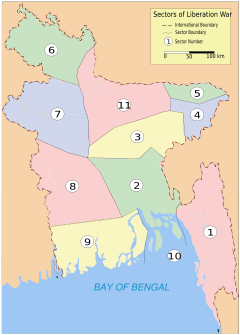 Sectors of Liberation War
International Boundary
Sector Boundary
1 Sector Number
0 50 100 km
6
5
11
7
4
3
8
2
1
9
10
BAY OF BENGAL